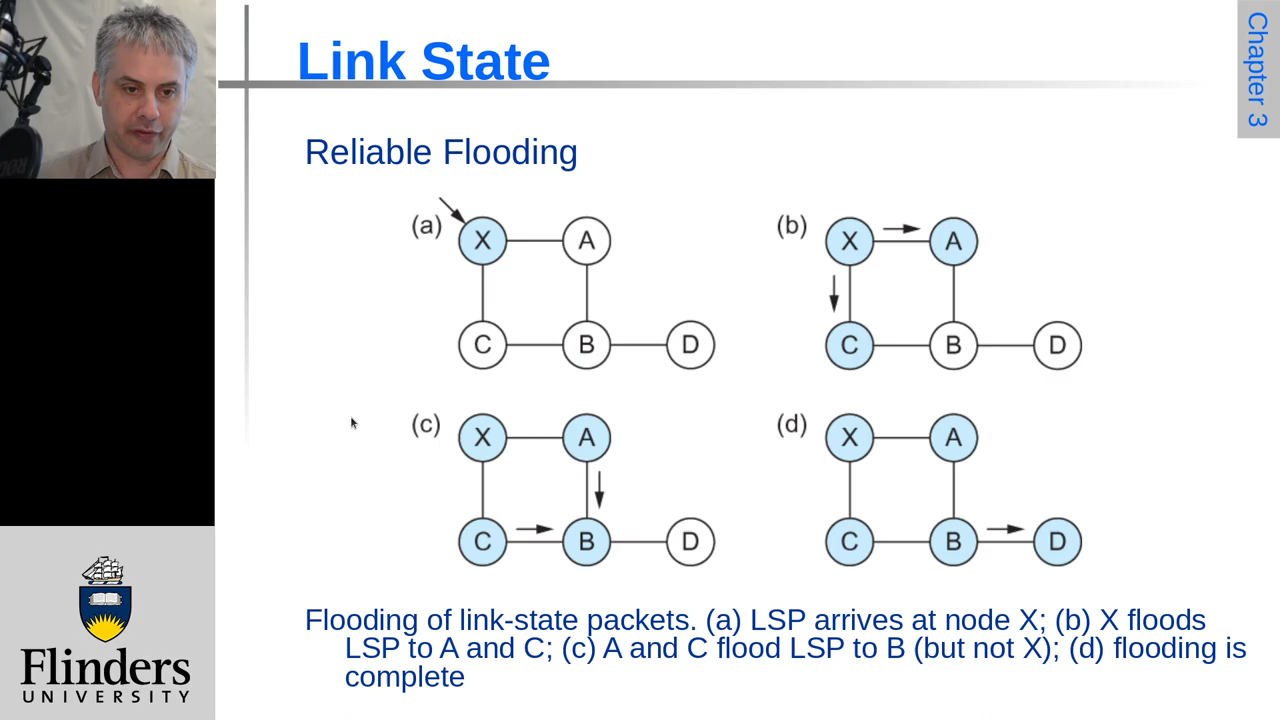 Link State
Chapter 3
Reliable Flooding
(a)
X
A
C
B
D
(b)
X
A
C
B
D
(c)
X
A
C
B
D
(d)
X
A
C
B
D
Flooding of link-state packets. (a) LSP arrives at node X; (b) X floods
LSP to A and C; (c) A and C flood LSP to B (but not X); (d) flooding is
complete
Flinders
UNIVERSITY